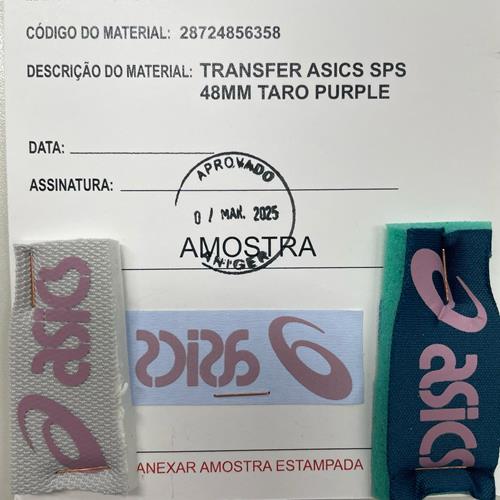 CÓDIGO DO MATERIAL: 28724856358
DESCRIÇÃO DO MATERIAL: TRANSFER ASICS SPS
48MM TARO PURPLE
DATA:
ASSINATURA:
APROVADO
0 / MAR. 2025
ANIGER
AMOSTRA
asics
asics
asics
ANEXAR AMOSTRA ESTAMPADA